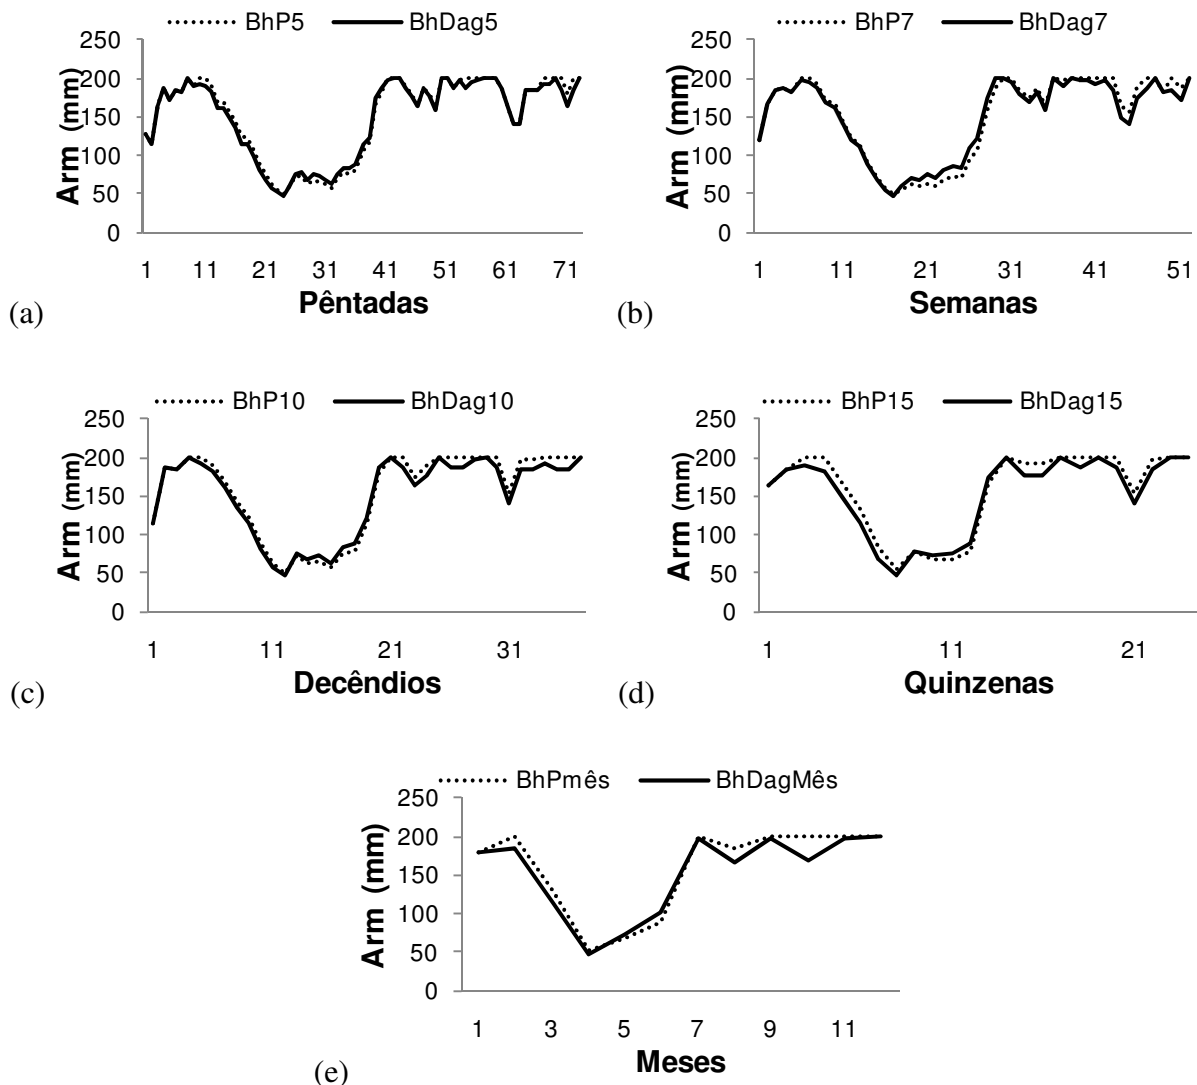 BhP5 BhDag5
Arm (mm)
250
200
150
100
50
0
1 11 21 31 41 51 61 71
Pêntadas
(a)
BhP7 BhDag7
Arm (mm)
250
200
150
100
50
0
1 11 21 31 41 51
Semanas
(b)
BhP10 BhDag10
Arm (mm)
250
200
150
100
50
0
1 11 21 31
Decêndios
(c)
BhP15 BhDag15
Arm (mm)
250
200
150
100
50
0
1 11 21
Quinzenas
(d)
BhPmês BhDagMês
Arm (mm)
250
200
150
100
50
0
1 3 5 7 9 11
Meses
(e)